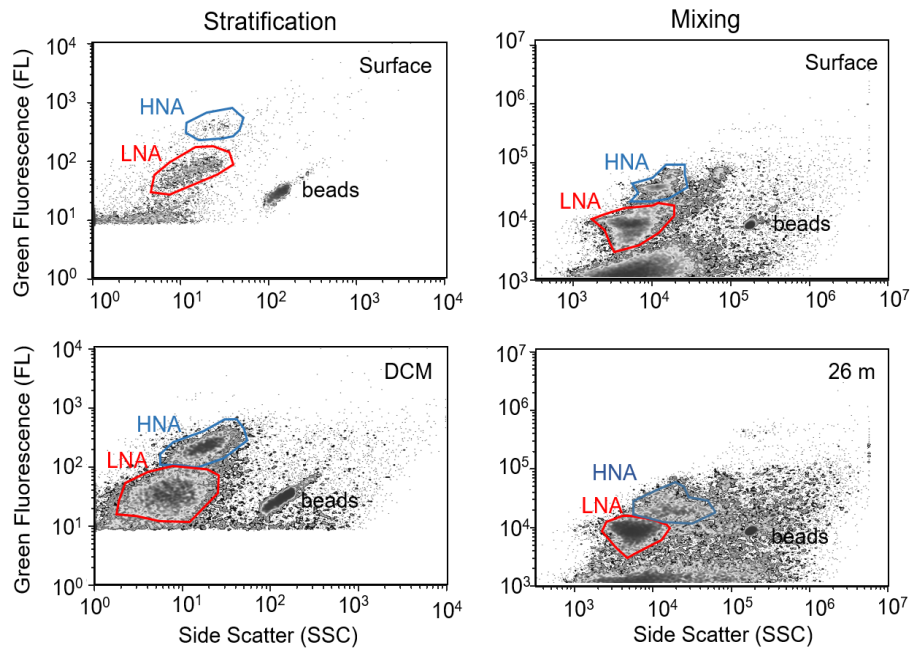 Stratification
Mixing
Green Fluorescence (FL)
10⁴
10³
10²
10¹
10⁰
Surface
HNA
LNA
beads
10⁰
10¹
10²
10³
10⁴
10⁷
10⁶
10⁵
10⁴
10³
Surface
HNA
LNA
beads
10³
10⁴
10⁵
10⁶
10⁷
Green Fluorescence (FL)
10⁴
10³
10²
10¹
10⁰
DCM
HNA
LNA
beads
10⁰
10¹
10²
10³
10⁴
Side Scatter (SSC)
10⁷
10⁶
10⁵
10⁴
10³
26 m
HNA
LNA
beads
10³
10⁴
10⁵
10⁶
10⁷
Side Scatter (SSC)